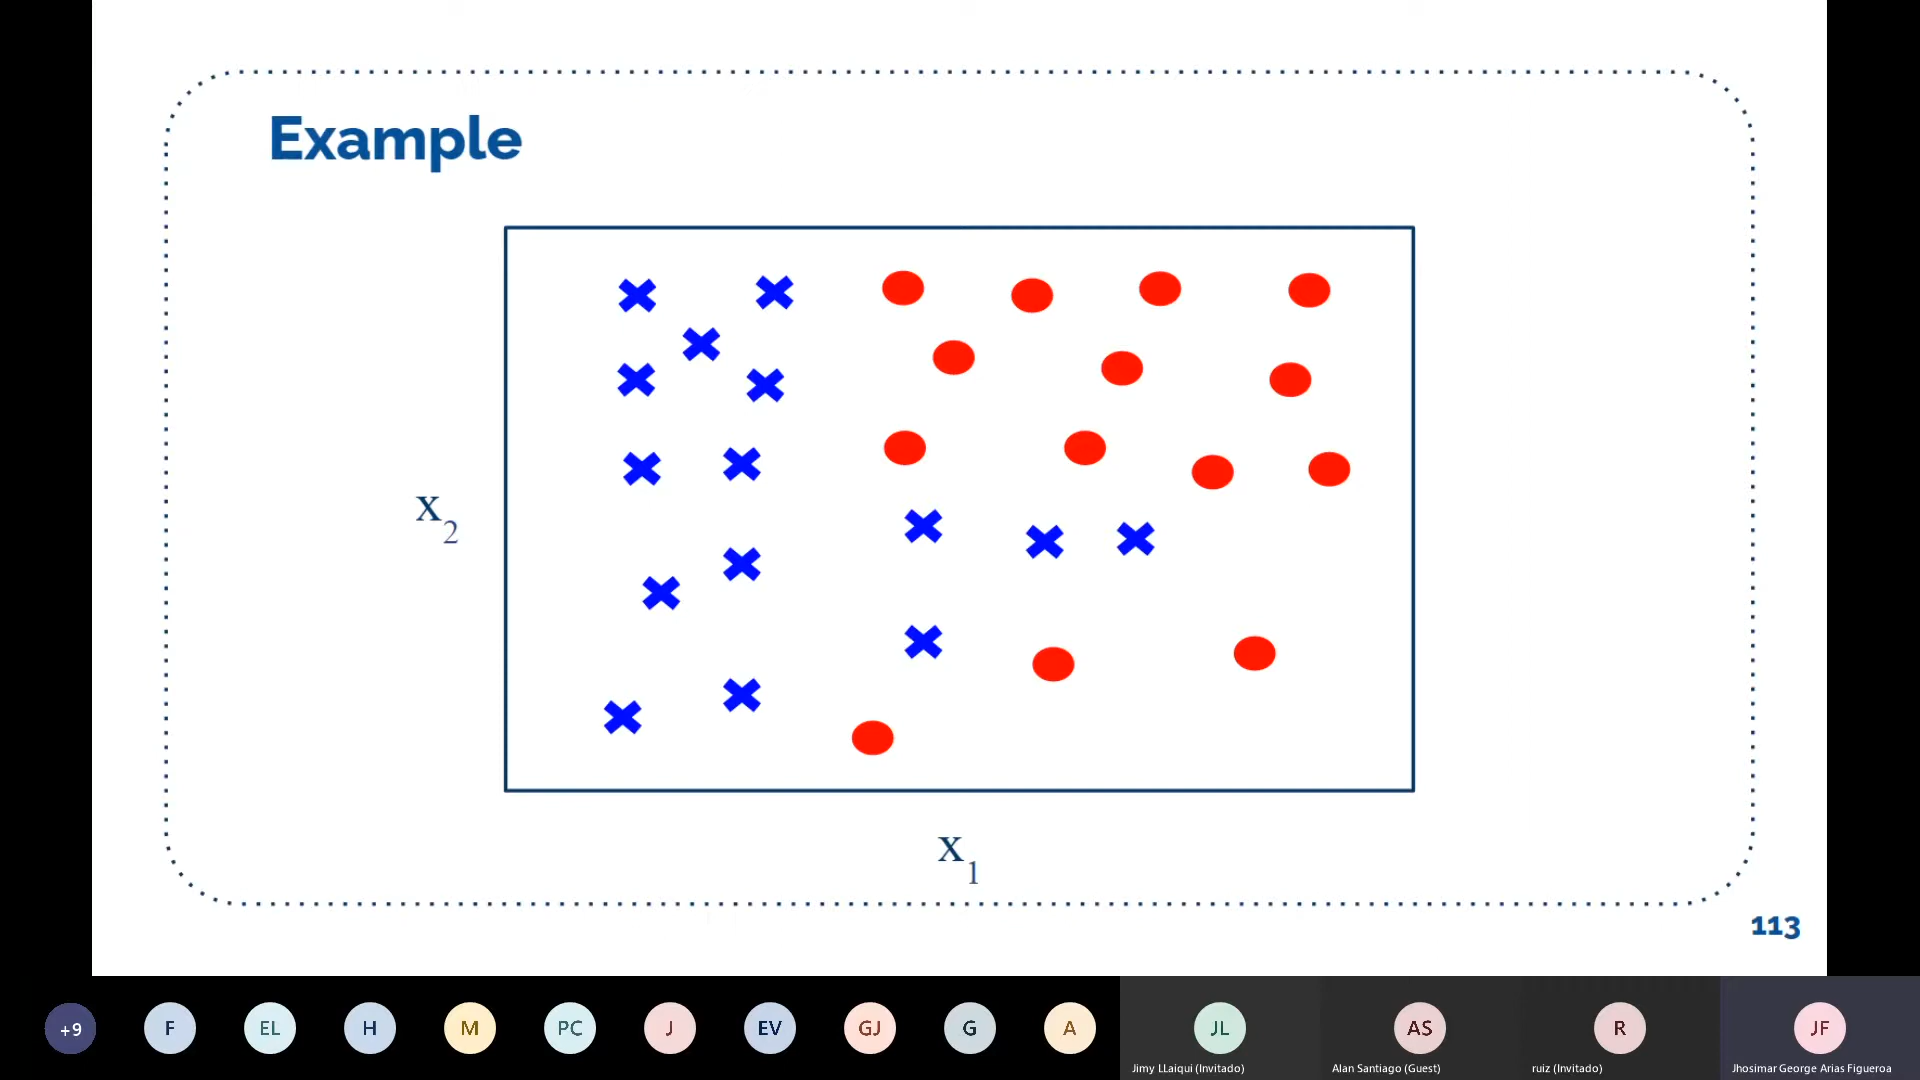 Example
x2
x1
113
+9
F
EL
H
M
PC
J
EV
GJ
G
A
JL
AS
R
JF
Jimy LLaiqui (Invitado)
Alan Santiago (Guest)
ruiz (Invitado)
Jhosimar George Arias Figueroa